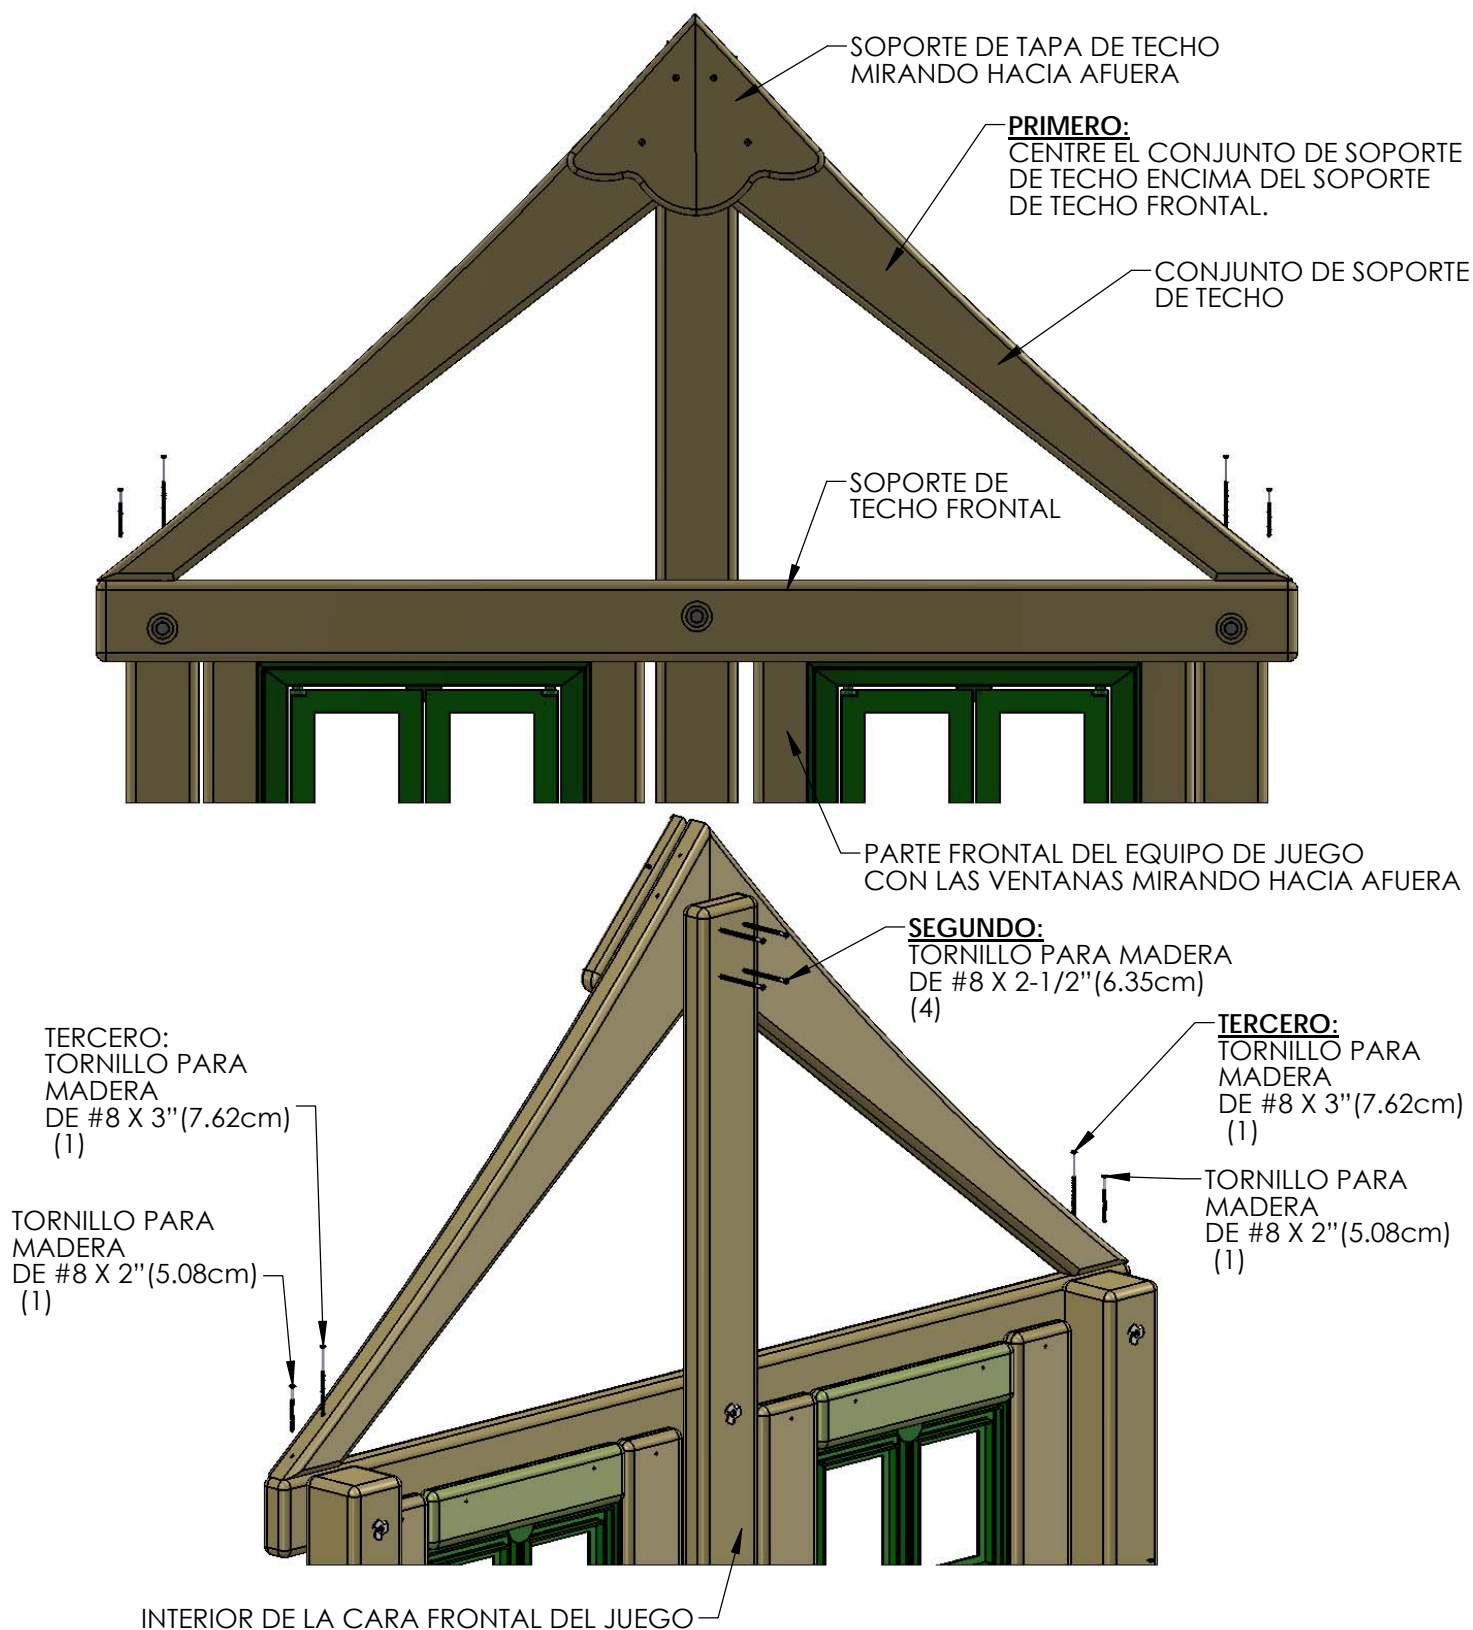 SOPORTE DE TAPA DE TECHO
MIRANDO HACIA AFUERA
PRIMERO:
CENTRE EL CONJUNTO DE SOPORTE
DE TECHO ENCIMA DEL SOPORTE
DE TECHO FRONTAL.
CONJUNTO DE SOPORTE
DE TECHO
SOPORTE DE
TECHO FRONTAL
PARTE FRONTAL DEL EQUIPO DE JUEGO
CON LAS VENTANAS MIRANDO HACIA AFUERA
SEGUNDO:
TORNILLO PARA MADERA
DE #8 X 2-1/2”(6.35cm)
(4)
TERCERO:
TORNILLO PARA
MADERA
DE #8 X 3”(7.62cm)
(1)
TORNILLO PARA
MADERA
DE #8 X 2”(5.08cm)
(1)
TERCERO:
TORNILLO PARA
MADERA
DE #8 X 3”(7.62cm)
(1)
TORNILLO PARA
MADERA
DE #8 X 2”(5.08cm)
(1)
INTERIOR DE LA CARA FRONTAL DEL JUEGO